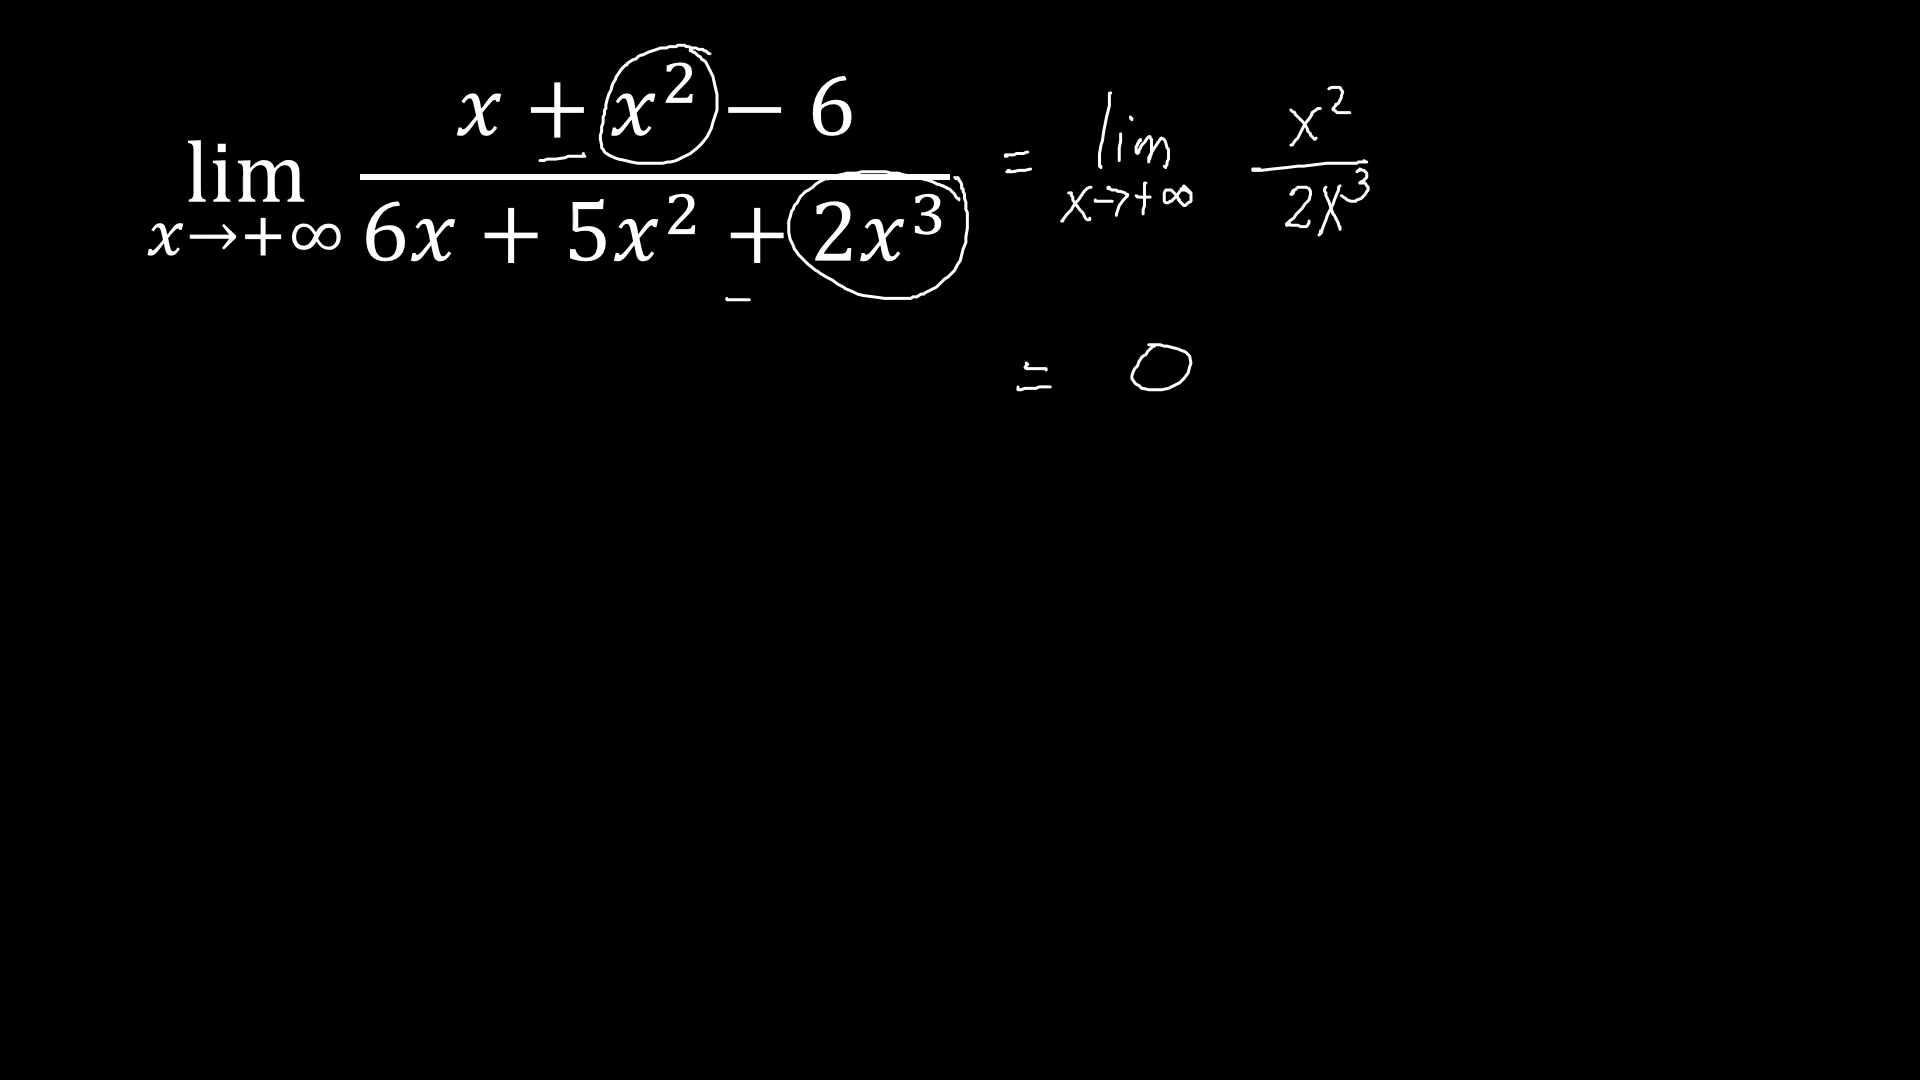 lim x→+∞ (x + x² − 6)/(6x + 5x² + 2x³) = lim x→+∞ x²/2x³
= 0